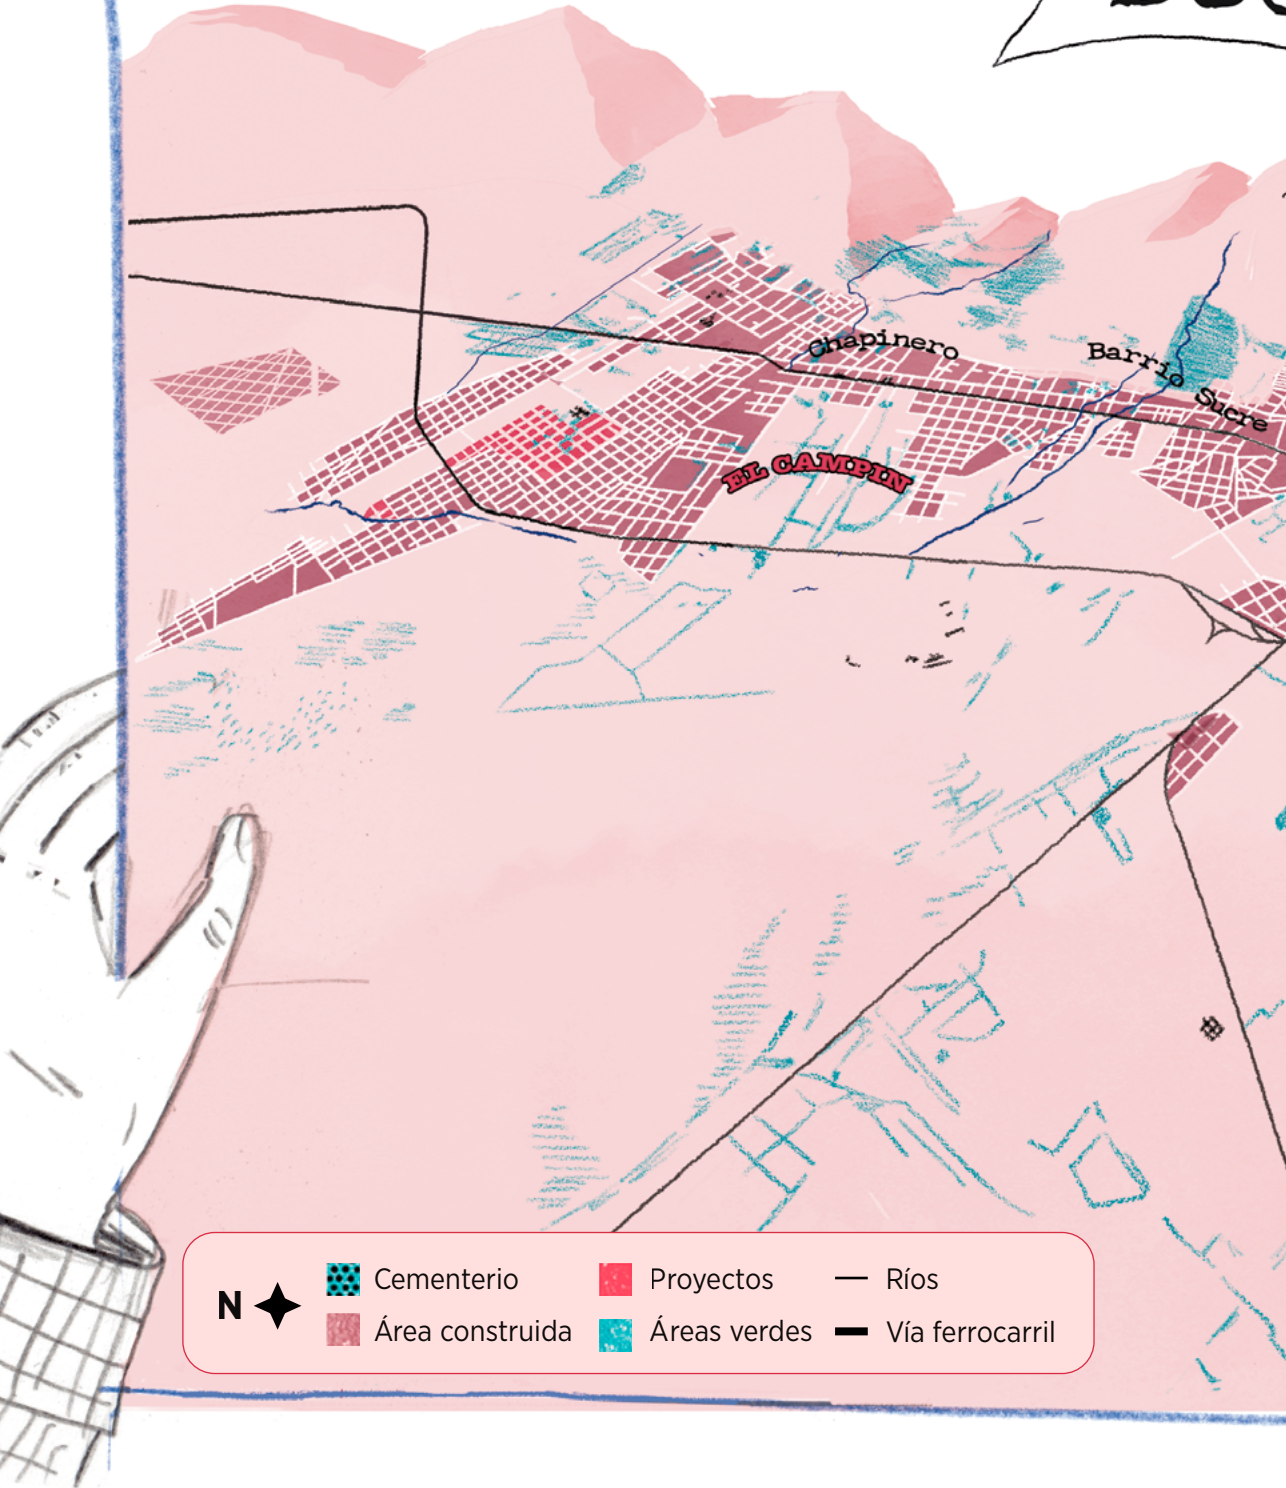 Chapinero
Barrio Sucre
EL CAMPIN
N
Cementerio
Proyectos
Ríos
Área construida
Áreas verdes
Vía ferrocarril